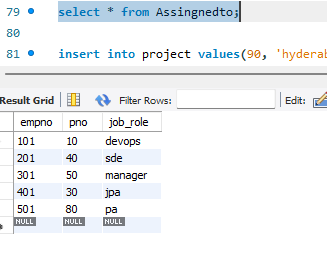 79 select * from Assingnedto;
80
81 insert into project values(90, 'hyderab
Result Grid Filter Rows: Edit:
empno pno job_role
101 10 devops
201 40 sde
301 50 manager
401 30 jpa
501 80 pa
NULL NULL NULL